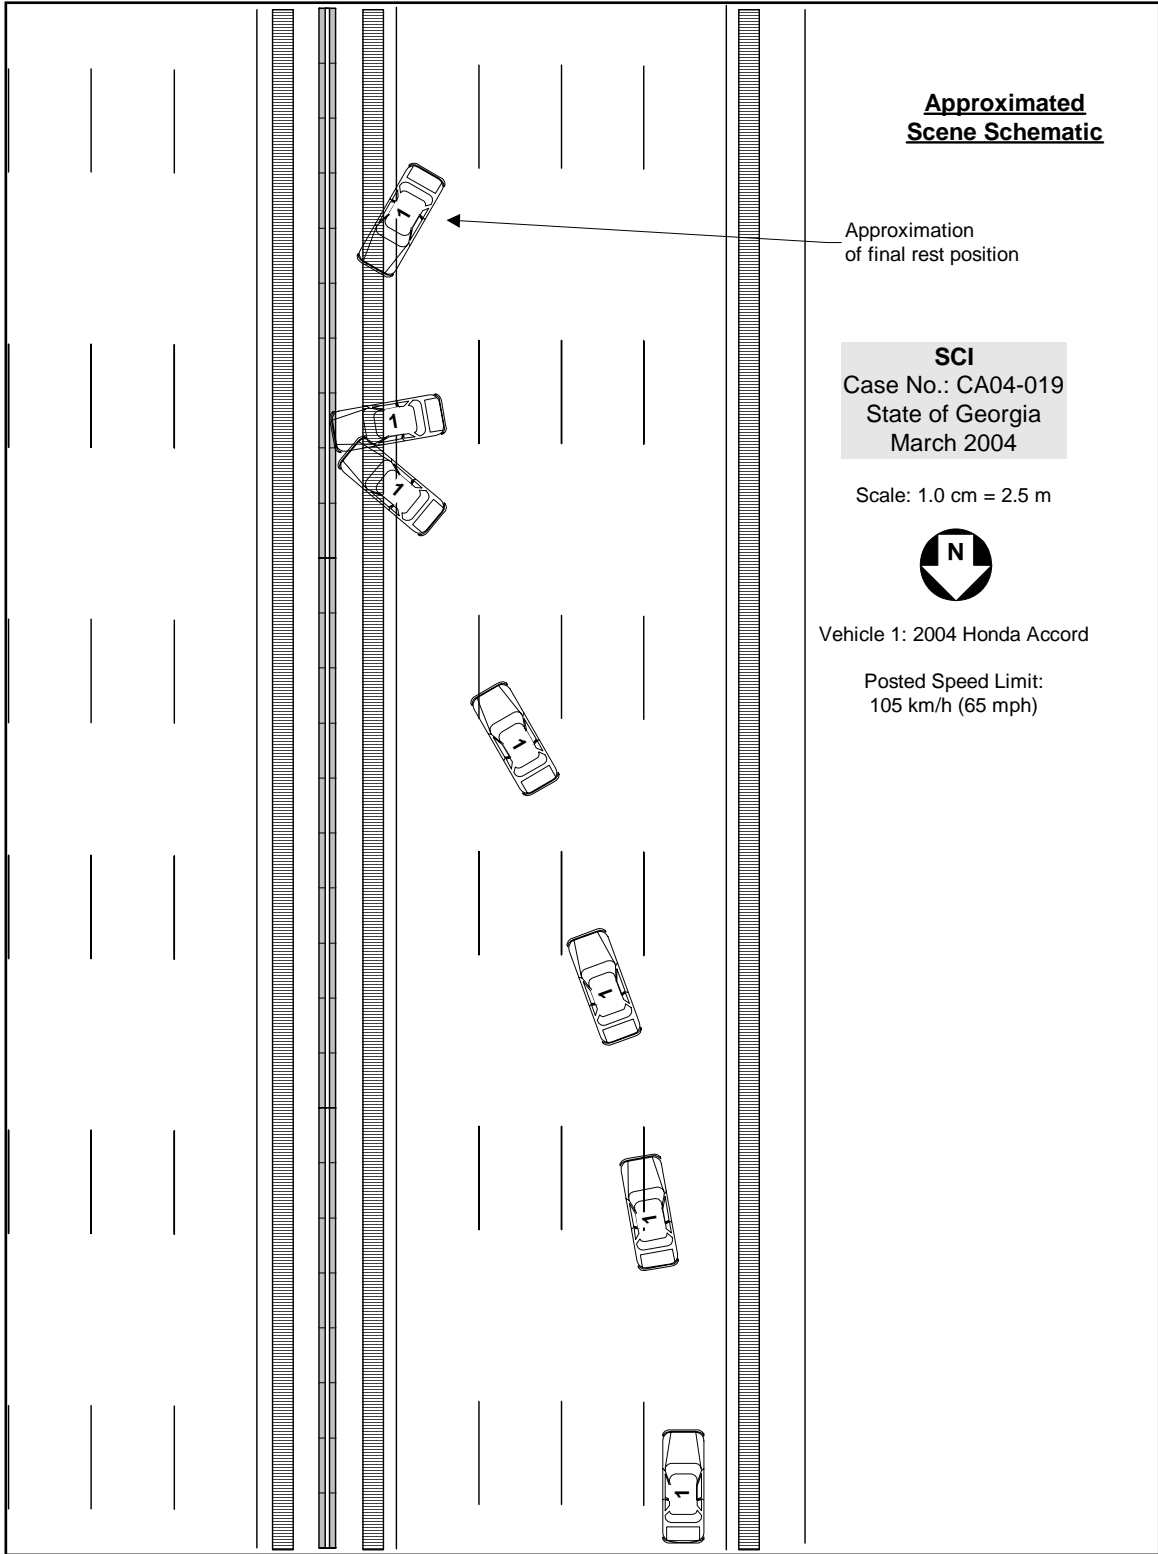 Approximated
Scene Schematic
1
Approximation
of final rest position
SCI
Case No.: CA04-019
State of Georgia
March 2004
1
1
Scale: 1.0 cm = 2.5 m
N
Vehicle 1: 2004 Honda Accord
Posted Speed Limit:
105 km/h (65 mph)
1
1
1
1